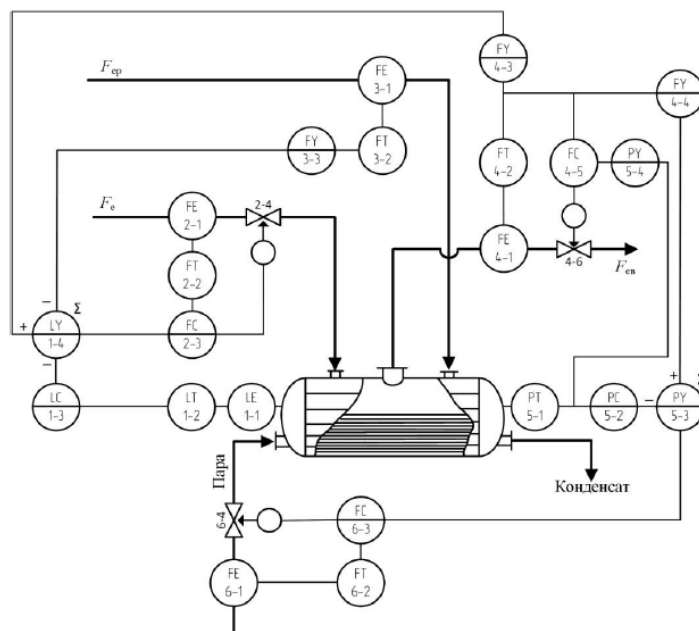 FY
4-3
Fер
FE
3-1
FY
4-4
FY
3-3
FT
3-2
FT
4-2
FC
4-5
PY
5-4
Fе
FE
2-1
2-4
FE
4-1
4-6
Fев
FT
2-2
−
Σ
+
LY
1-4
FC
2-3
−
LC
1-3
LT
1-2
LE
1-1
PT
5-1
PC
5-2
−
+
PY
5-3
Пара
Конденсат
6-4
FC
6-3
FE
6-1
FT
6-2